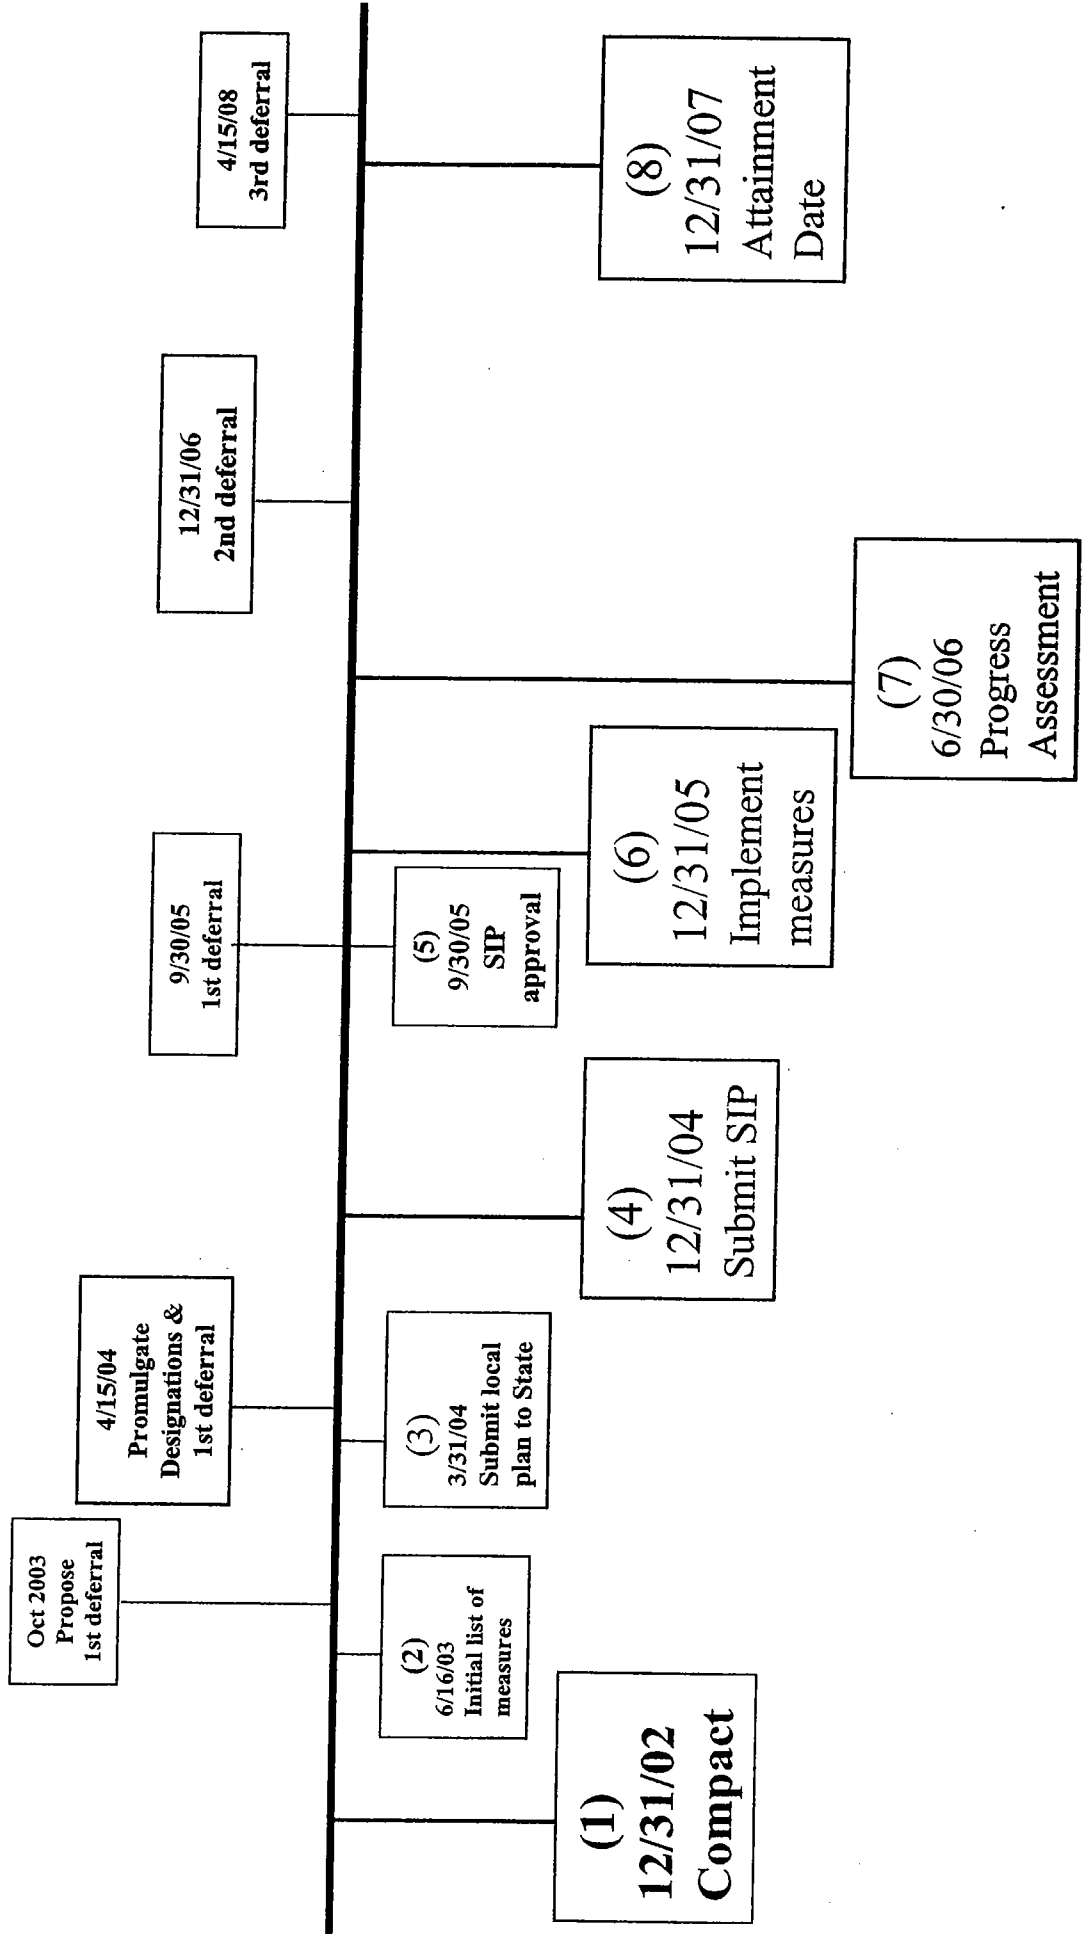 Oct 2003
Propose
1st deferral
4/15/04
Promulgate
Designations &
1st deferral
9/30/05
1st deferral
12/31/06
2nd deferral
4/15/08
3rd deferral
(1)
12/31/02
Compact
(2)
6/16/03
Initial list of
measures
(3)
3/31/04
Submit local
plan to State
(4)
12/31/04
Submit SIP
(5)
9/30/05
SIP
approval
(6)
12/31/05
Implement
measures
(7)
6/30/06
Progress
Assessment
(8)
12/31/07
Attainment
Date